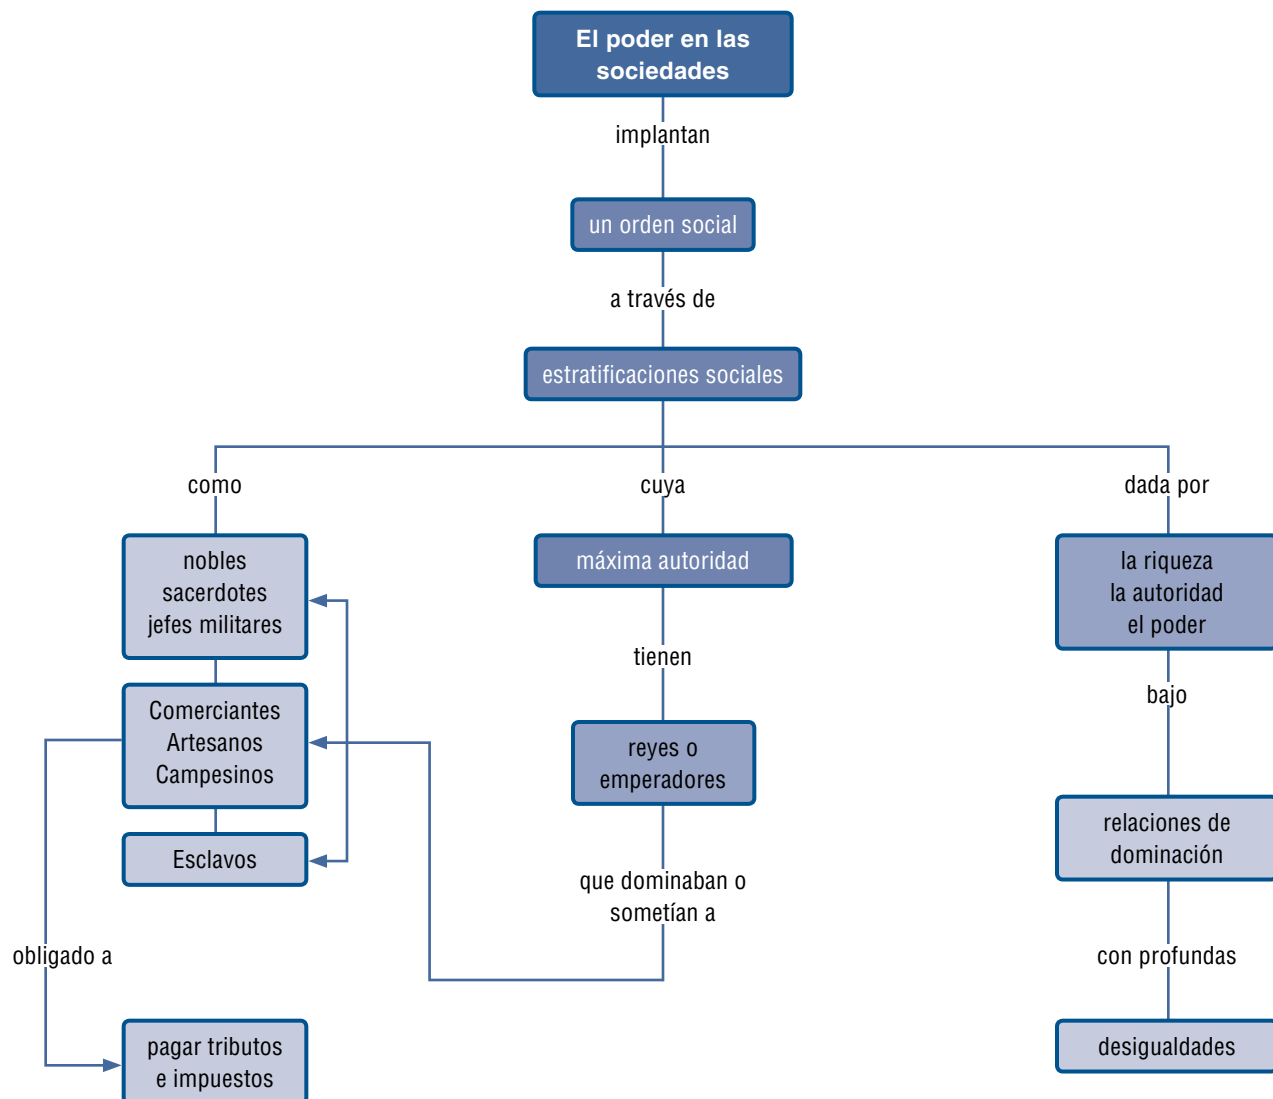 El poder en las
sociedades
implantan
un orden social
a través de
estratificaciones sociales
como
cuya
dada por
nobles
sacerdotes
jefes militares
máxima autoridad
la riqueza
la autoridad
el poder
tienen
bajo
Comerciantes
Artesanos
Campesinos
reyes o
emperadores
relaciones de
dominación
Esclavos
que dominaban o
sometían a
obligado a
con profundas
pagar tributos
e impuestos
desigualdades